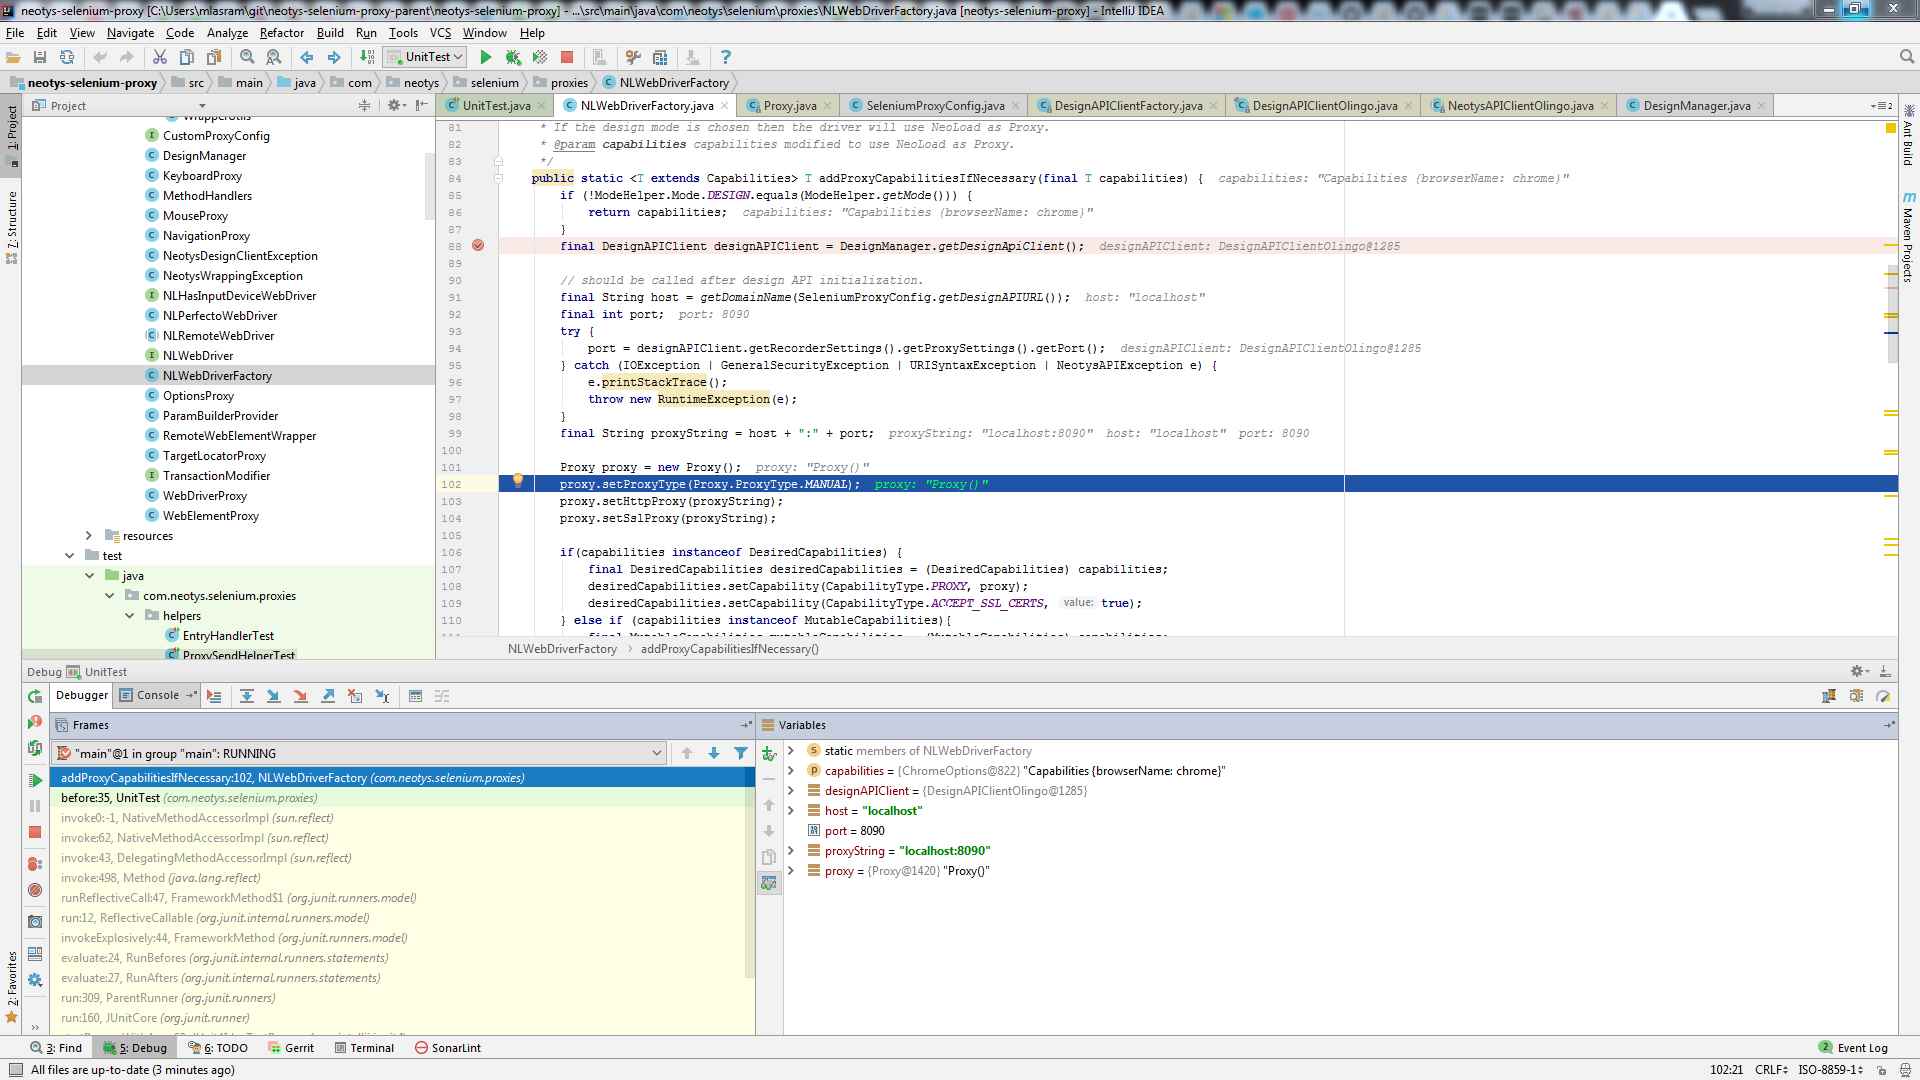 neotys-selenium-proxy [C:\Users\mlasram\git\neotys-selenium-proxy-parent\neotys-selenium-proxy] - ...\src\main\java\com\neotys\selenium\proxies\NLWebDriverFactory.java [neotys-selenium-proxy] - IntelliJ IDEA
File Edit View Navigate Code Analyze Refactor Build Run Tools VCS Window Help
UnitTest
neotys-selenium-proxy src main java com neotys selenium proxies NLWebDriverFactory
Project
UnitTest.java NLWebDriverFactory.java Proxy.java SeleniumProxyConfig.java DesignAPIClientFactory.java DesignAPIClientOlingo.java NeotysAPIClientOlingo.java DesignManager.java
1: Project
7: Structure
2: Favorites
Ant Build
Maven Projects
WrapperUtils
CustomProxyConfig
DesignManager
KeyboardProxy
MethodHandlers
MouseProxy
NavigationProxy
NeotysDesignClientException
NeotysWrappingException
NLHasInputDeviceWebDriver
NLPerfectoWebDriver
NLRemoteWebDriver
NLWebDriver
NLWebDriverFactory
OptionsProxy
ParamBuilderProvider
RemoteWebElementWrapper
TargetLocatorProxy
TransactionModifier
WebDriverProxy
WebElementProxy
resources
test
java
com.neotys.selenium.proxies
helpers
EntryHandlerTest
ProxySendHelperTest
81 * If the design mode is chosen then the driver will use NeoLoad as Proxy.
82 * @param capabilities capabilities modified to use NeoLoad as Proxy.
83 */
84 public static <T extends Capabilities> T addProxyCapabilitiesIfNecessary(final T capabilities) { capabilities: "Capabilities {browserName: chrome}"
85 if (!ModeHelper.Mode.DESIGN.equals(ModeHelper.getMode())) {
86 return capabilities; capabilities: "Capabilities {browserName: chrome}"
87 }
88 final DesignAPIClient designAPIClient = DesignManager.getDesignApiClient(); designAPIClient: DesignAPIClientOlingo@1285
89
90 // should be called after design API initialization.
91 final String host = getDomainName(SeleniumProxyConfig.getDesignAPIURL()); host: "localhost"
92 final int port; port: 8090
93 try {
94 port = designAPIClient.getRecorderSettings().getProxySettings().getPort(); designAPIClient: DesignAPIClientOlingo@1285
95 } catch (IOException | GeneralSecurityException | URISyntaxException | NeotysAPIException e) {
96 e.printStackTrace();
97 throw new RuntimeException(e);
98 }
99 final String proxyString = host + ":" + port; proxyString: "localhost:8090" host: "localhost" port: 8090
100
101 Proxy proxy = new Proxy(); proxy: "Proxy()"
102 proxy.setProxyType(Proxy.ProxyType.MANUAL); proxy: "Proxy()"
103 proxy.setHttpProxy(proxyString);
104 proxy.setSslProxy(proxyString);
105
106 if(capabilities instanceof DesiredCapabilities) {
107 final DesiredCapabilities desiredCapabilities = (DesiredCapabilities) capabilities;
108 desiredCapabilities.setCapability(CapabilityType.PROXY, proxy);
109 desiredCapabilities.setCapability(CapabilityType.ACCEPT_SSL_CERTS, value: true);
110 } else if (capabilities instanceof MutableCapabilities){
NLWebDriverFactory › addProxyCapabilitiesIfNecessary()
Debug UnitTest
Debugger Console
Frames
"main"@1 in group "main": RUNNING
addProxyCapabilitiesIfNecessary:102, NLWebDriverFactory (com.neotys.selenium.proxies)
before:35, UnitTest (com.neotys.selenium.proxies)
invoke0:-1, NativeMethodAccessorImpl (sun.reflect)
invoke:62, NativeMethodAccessorImpl (sun.reflect)
invoke:43, DelegatingMethodAccessorImpl (sun.reflect)
invoke:498, Method (java.lang.reflect)
runReflectiveCall:47, FrameworkMethod$1 (org.junit.runners.model)
run:12, ReflectiveCallable (org.junit.internal.runners.model)
invokeExplosively:44, FrameworkMethod (org.junit.runners.model)
evaluate:24, RunBefores (org.junit.internal.runners.statements)
evaluate:27, RunAfters (org.junit.internal.runners.statements)
run:309, ParentRunner (org.junit.runners)
run:160, JUnitCore (org.junit.runner)
Variables
static members of NLWebDriverFactory
capabilities = {ChromeOptions@822} "Capabilities {browserName: chrome}"
designAPIClient = {DesignAPIClientOlingo@1285}
host = "localhost"
port = 8090
proxyString = "localhost:8090"
proxy = {Proxy@1420} "Proxy()"
3: Find 5: Debug 6: TODO Gerrit Terminal SonarLint
2 Event Log
All files are up-to-date (3 minutes ago)
102:21 CRLF ISO-8859-1